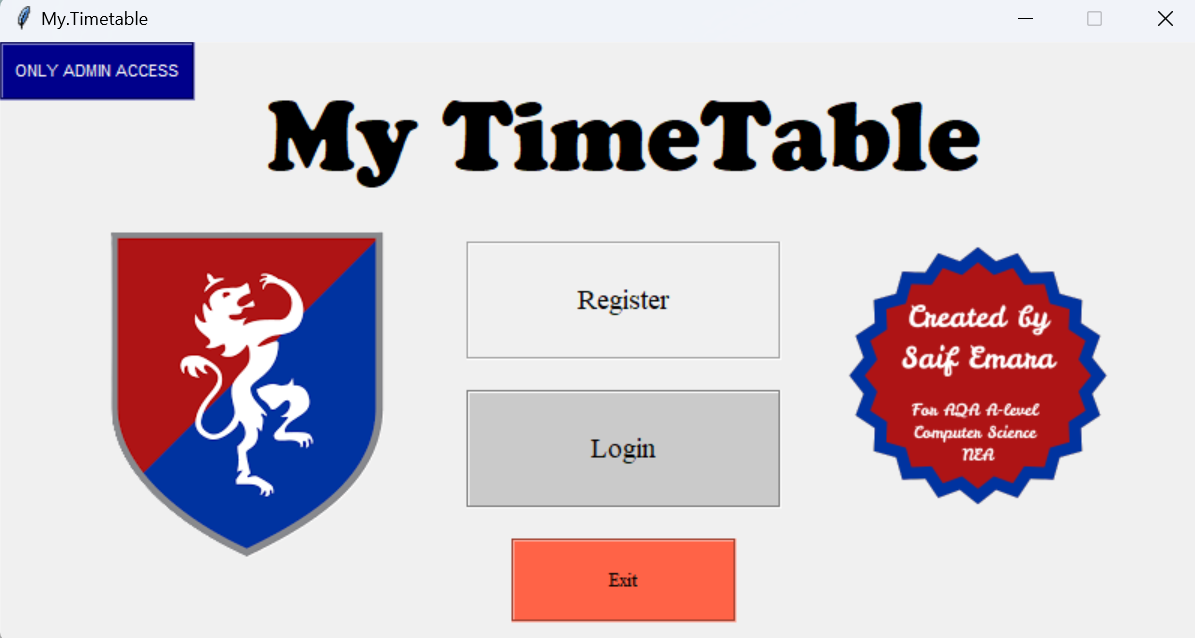 My.Timetable
ONLY ADMIN ACCESS
My TimeTable
Register
Login
Exit
Created by
Saif Emara
For AQA A-level
Computer Science
NEA